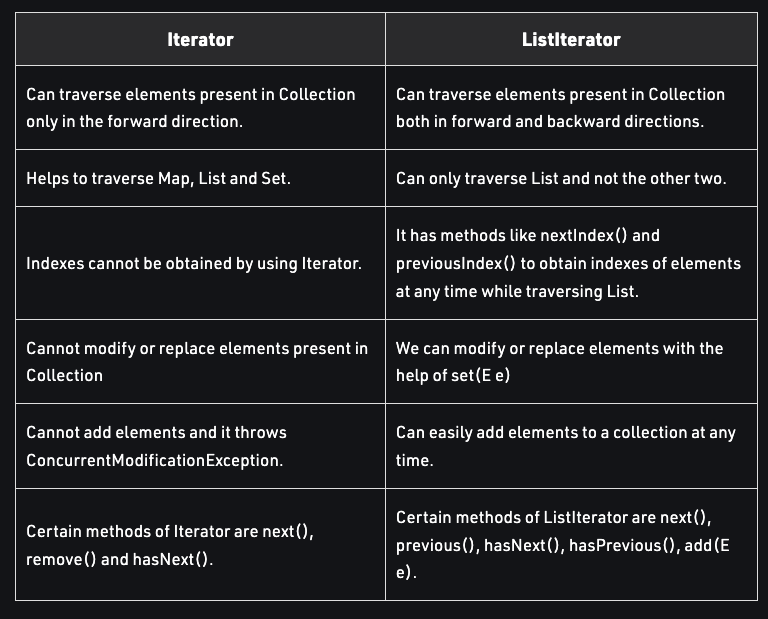 Iterator
ListIterator
Can traverse elements present in Collection
only in the forward direction.
Can traverse elements present in Collection
both in forward and backward directions.
Helps to traverse Map, List and Set.
Can only traverse List and not the other two.
Indexes cannot be obtained by using Iterator.
It has methods like nextIndex() and
previousIndex() to obtain indexes of elements
at any time while traversing List.
Cannot modify or replace elements present in
Collection
We can modify or replace elements with the
help of set(E e)
Cannot add elements and it throws
ConcurrentModificationException.
Can easily add elements to a collection at any
time.
Certain methods of Iterator are next(),
remove() and hasNext().
Certain methods of ListIterator are next(),
previous(), hasNext(), hasPrevious(), add(E
e).